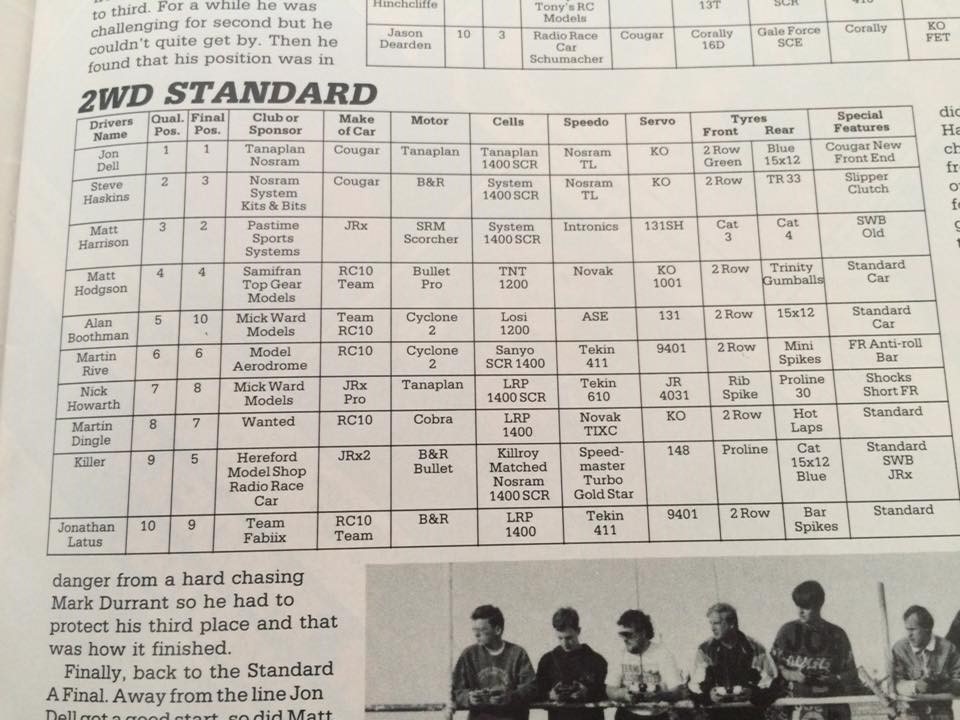 to third. For a while he was
challenging for second but he
couldn't quite get by. Then he
found that his position was in
Hinchcliffe Tony's RC Models 13T SCR
Jason Dearden 10 3 Radio Race Car Schumacher Cougar Corally 16D Gale Force SCE Corally KO FET
2WD STANDARD
Drivers Name Qual. Pos. Final Pos. Club or Sponsor Make of Car Motor Cells Speedo Servo Tyres Front Rear Special Features
Jon Dell 1 1 Tanaplan Nosram Cougar Tanaplan Tanaplan 1400 SCR Nosram TL KO 2 Row Green Blue 15x12 Cougar New Front End
Steve Haskins 2 3 Nosram System Kits & Bits Cougar B&R System 1400 SCR Nosram TL KO 2 Row TR 33 Slipper Clutch
Matt Harrison 3 2 Pastime Sports Systems JRx SRM Scorcher System 1400 SCR Intronics 131SH Cat 3 Cat 4 SWB Old
Matt Hodgson 4 4 Samifran Top Gear Models RC10 Team Bullet Pro TNT 1200 Novak KO 1001 2 Row Trinity Gumballs Standard Car
Alan Boothman 5 10 Mick Ward Models Team RC10 Cyclone 2 Losi 1200 ASE 131 2 Row 15x12 Standard Car
Martin Rive 6 6 Model Aerodrome RC10 Cyclone 2 Sanyo SCR 1400 Tekin 411 9401 2 Row Mini Spikes FR Anti-roll Bar
Nick Howarth 7 8 Mick Ward Models JRx Pro Tanaplan LRP 1400 SCR Tekin 610 JR 4031 Rib Spike Proline 30 Shocks Short FR
Martin Dingle 8 7 Wanted RC10 Cobra LRP 1400 Novak TIXC KO 2 Row Hot Laps Standard
Killer 9 5 Hereford Model Shop Radio Race Car JRx2 B&R Bullet Killroy Matched Nosram 1400 SCR Speed-master Turbo Gold Star 148 Proline Cat 15x12 Blue Standard SWB JRx
Jonathan Latus 10 9 Team Fabiix RC10 Team B&R LRP 1400 Tekin 411 9401 2 Row Bar Spikes Standard
danger from a hard chasing
Mark Durrant so he had to
protect his third place and that
was how it finished.
Finally, back to the Standard
A Final. Away from the line Jon
Dell got a good start, so did Matt